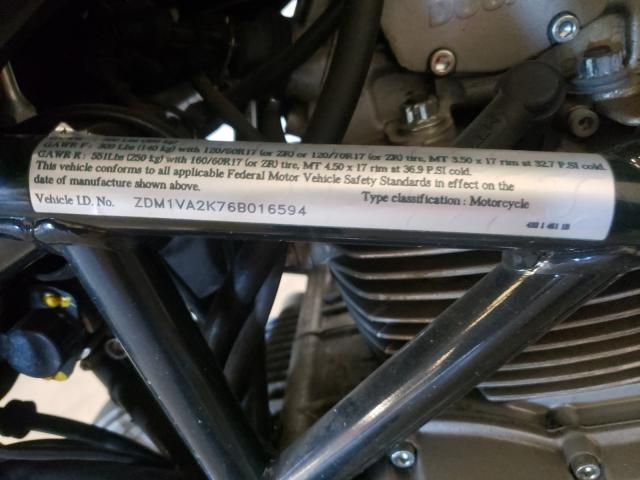 DUC
GAWR F: 309 Lbs (140 kg) with 120/60R17 (or ZR) or 120/70R17 (or ZR) tire, MT 3.50 x 17 rim at 32.7 P.SI cold.
GAWR R: 551Lbs (250 kg) with 160/60R17 (or ZR) tire, MT 4.50 x 17 rim at 36.9 P.SI cold.
This vehicle conforms to all applicable Federal Motor Vehicle Safety Standards in effect on the
date of manufacture shown above.
Vehicle I.D. No. ZDM1VA2K76B016594 Type classification : Motorcycle